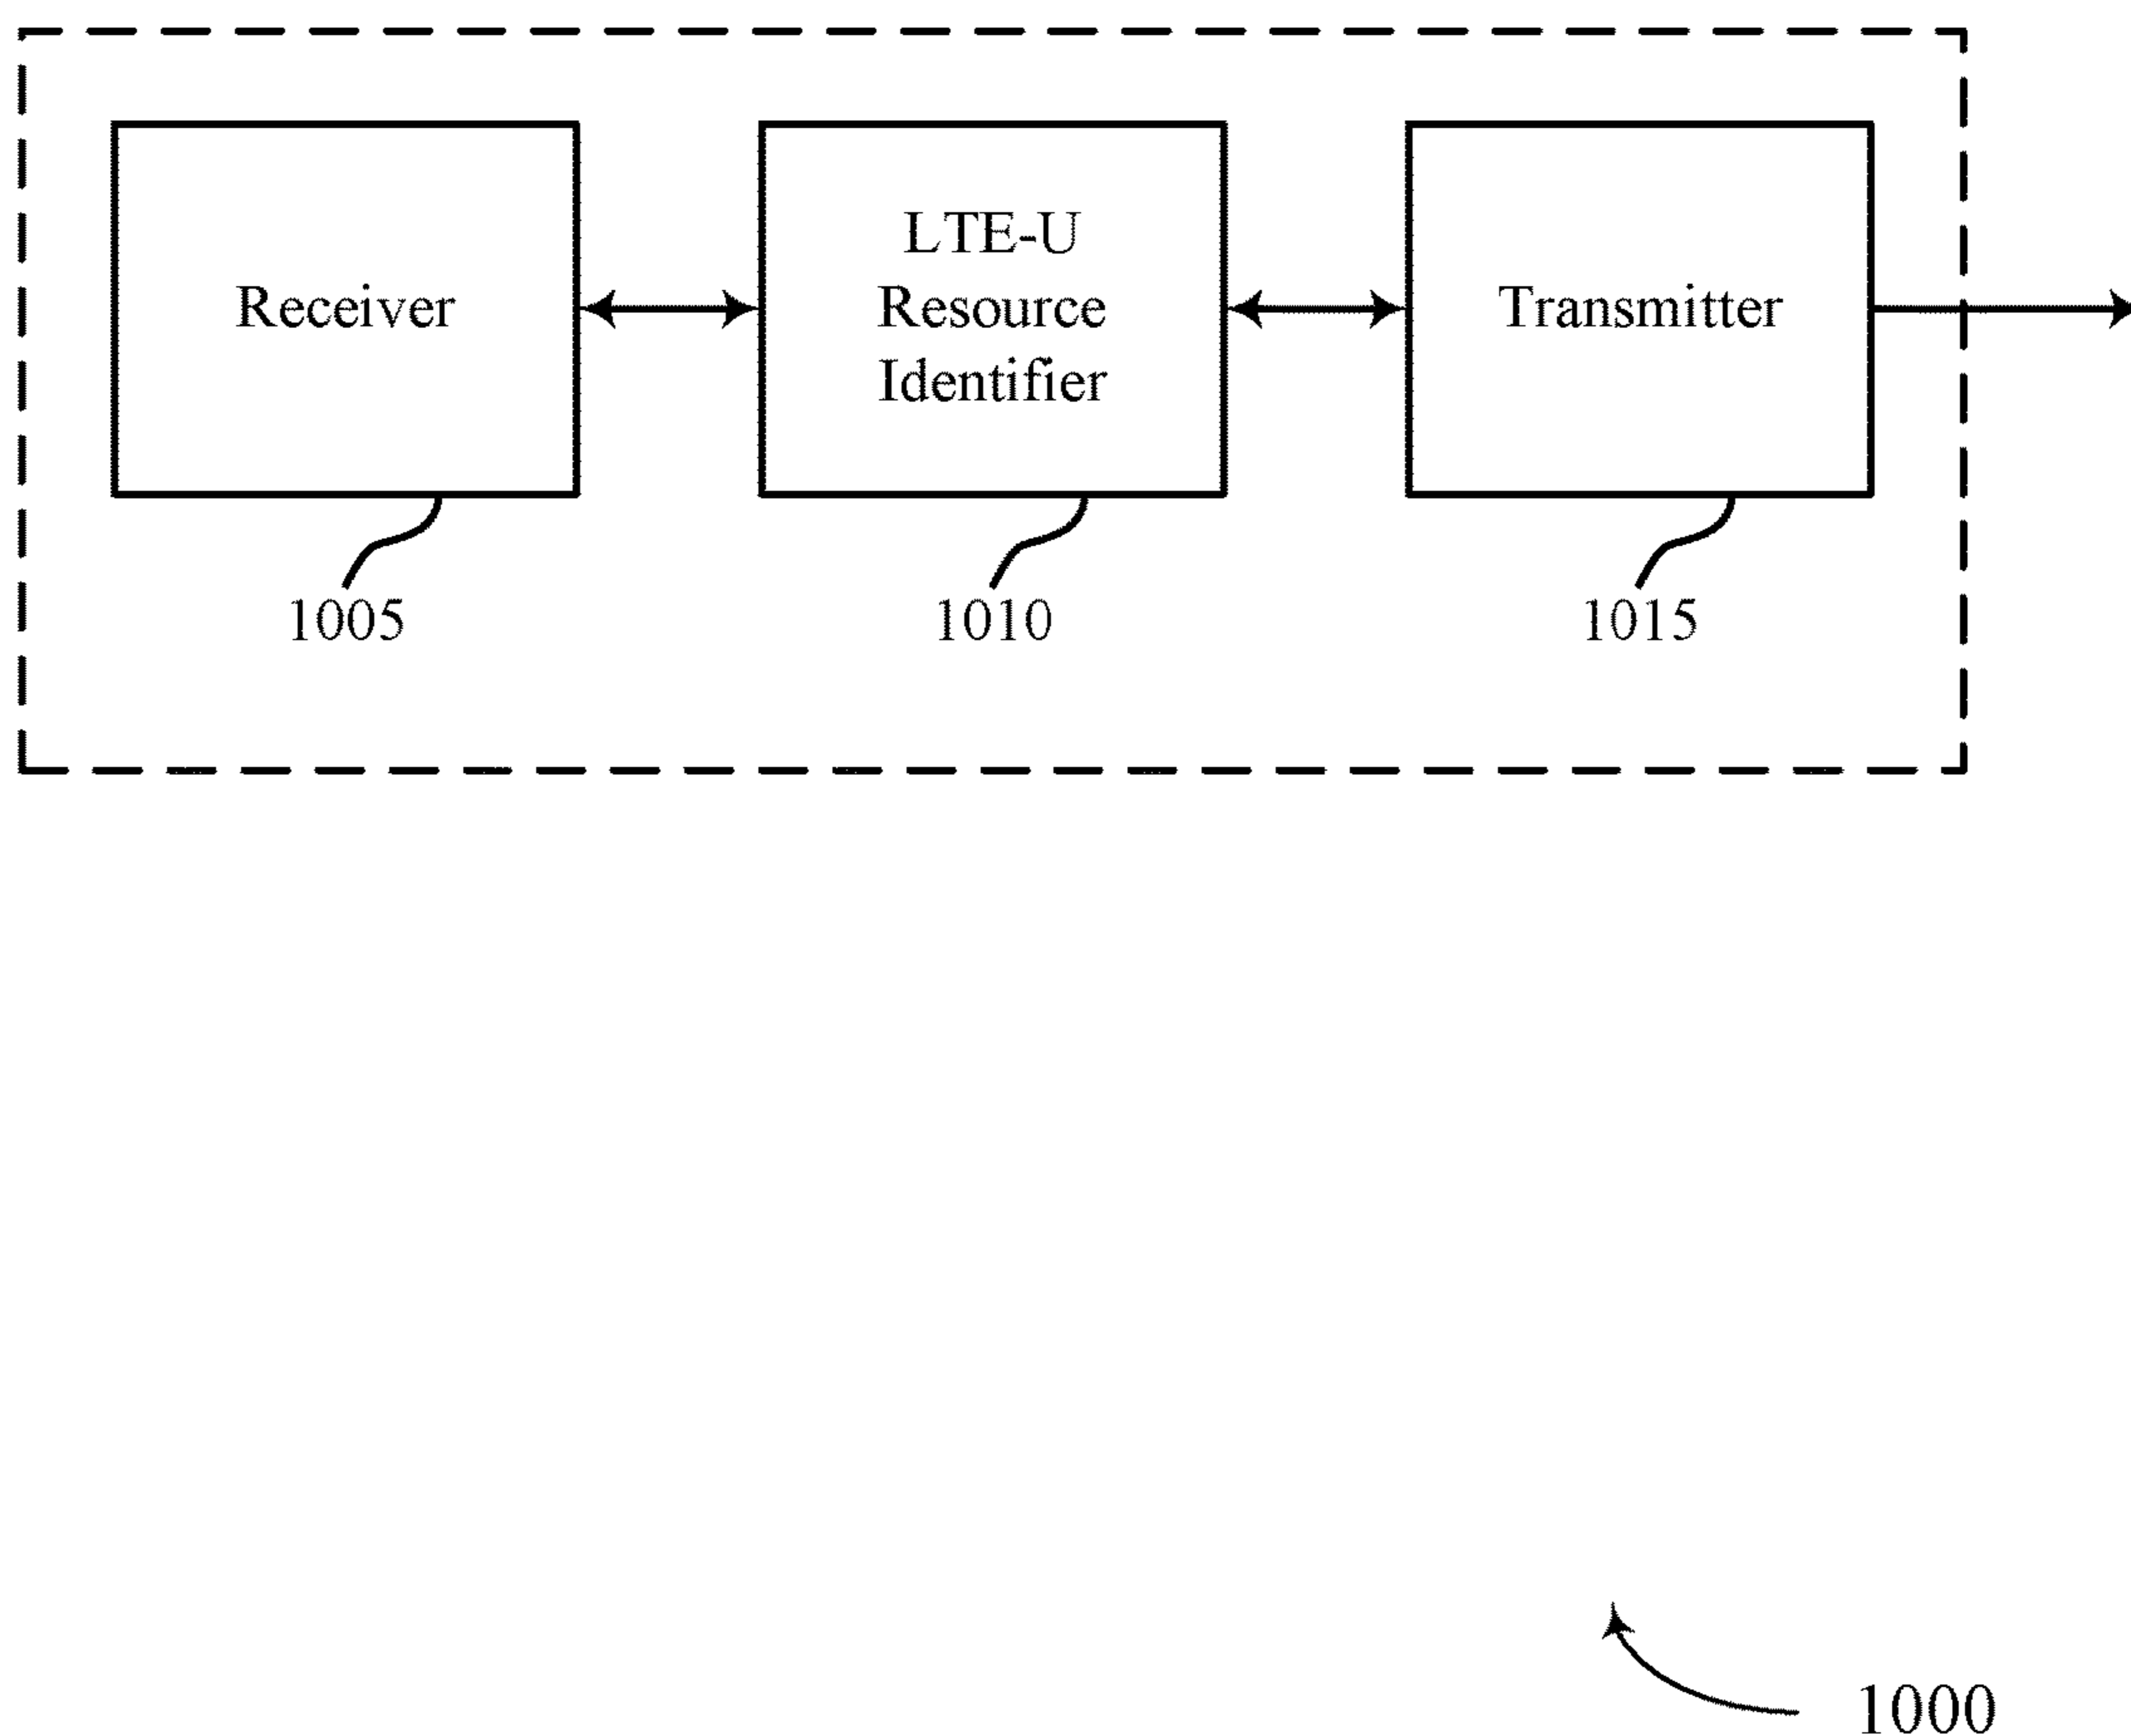 Receiver
LTE-U
Resource
Identifier
Transmitter
1005
1010
1015
1000